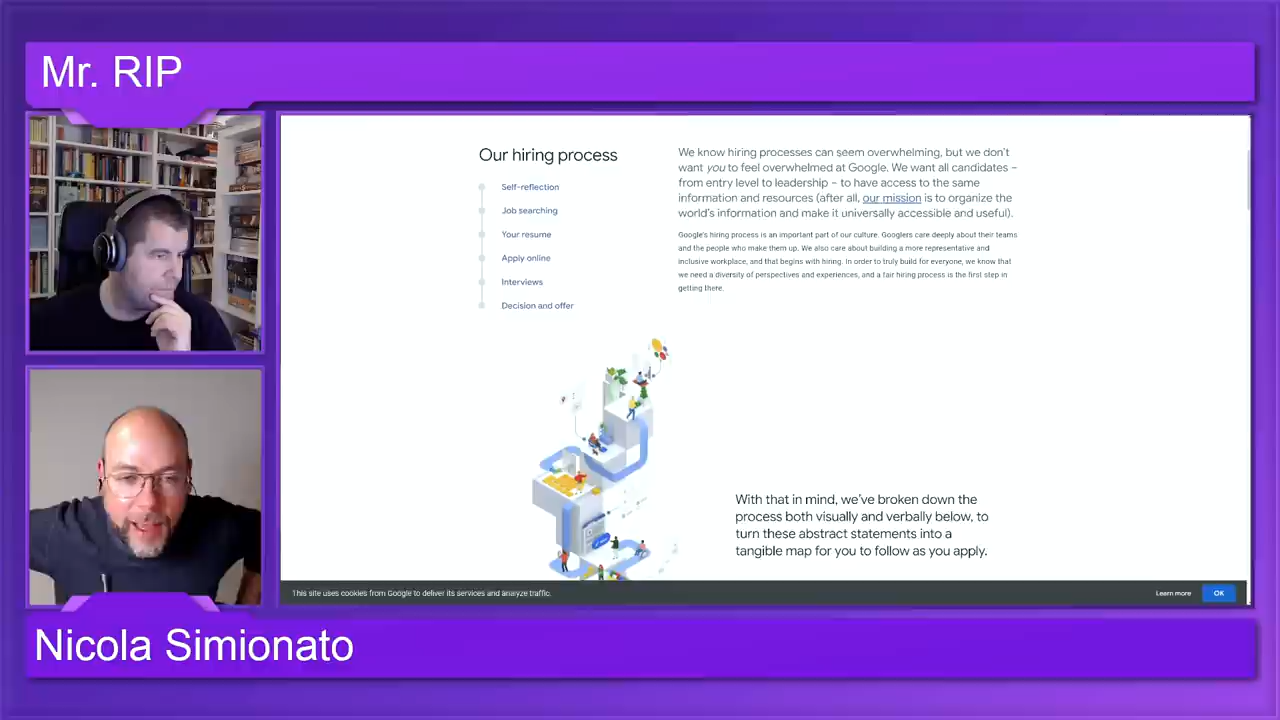 Mr. RIP
Our hiring process
Self-reflection
Job searching
Your resume
Apply online
Interviews
Decision and offer
We know hiring processes can seem overwhelming, but we don't
want you to feel overwhelmed at Google. We want all candidates –
from entry level to leadership – to have access to the same
information and resources (after all, our mission is to organize the
world's information and make it universally accessible and useful).
Google's hiring process is an important part of our culture. Googlers care deeply about their teams
and the people who make them up. We also care about building a more representative and
inclusive workplace, and that begins with hiring. In order to truly build for everyone, we know that
we need a diversity of perspectives and experiences, and a fair hiring process is the first step in
getting there.
With that in mind, we've broken down the
process both visually and verbally below, to
turn these abstract statements into a
tangible map for you to follow as you apply.
This site uses cookies from Google to deliver its services and analyze traffic.
Learn more
OK
Nicola Simionato